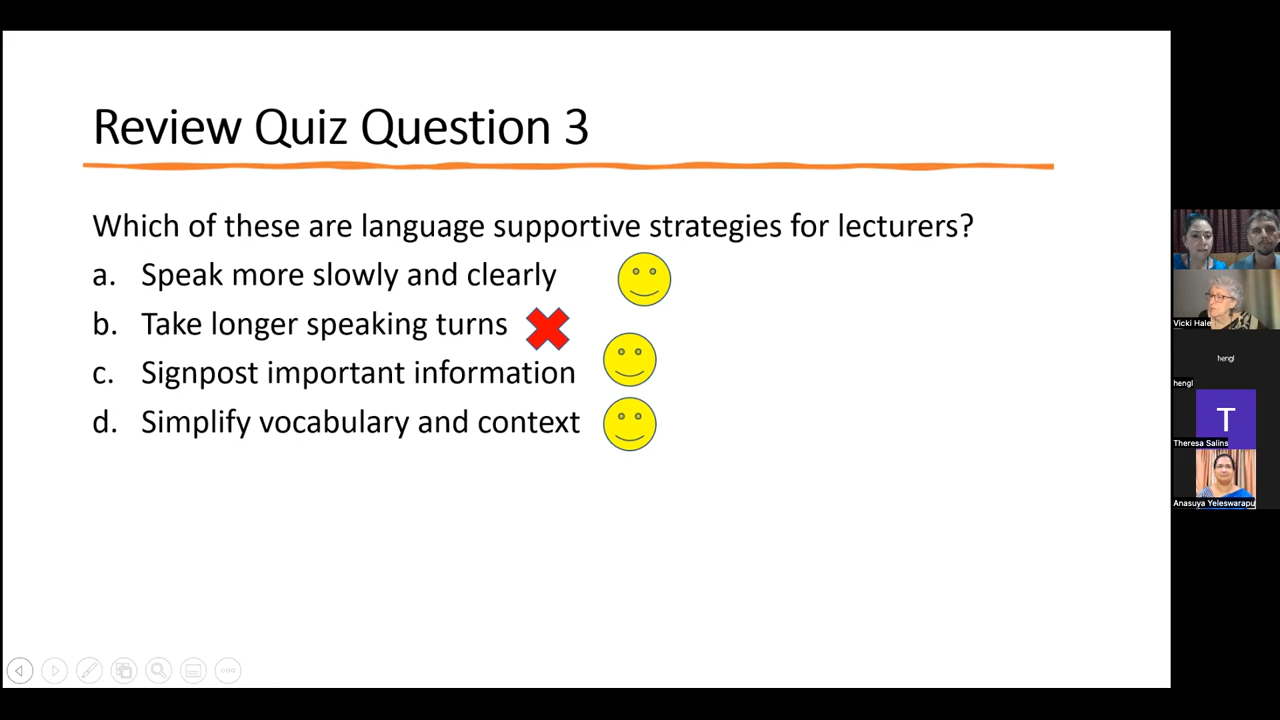 Review Quiz Question 3
Which of these are language supportive strategies for lecturers?
a. Speak more slowly and clearly
b. Take longer speaking turns
c. Signpost important information
d. Simplify vocabulary and context
Vicki Hale
hengl
hengl
T
Theresa Salins
Anasuya Yeleswarapu